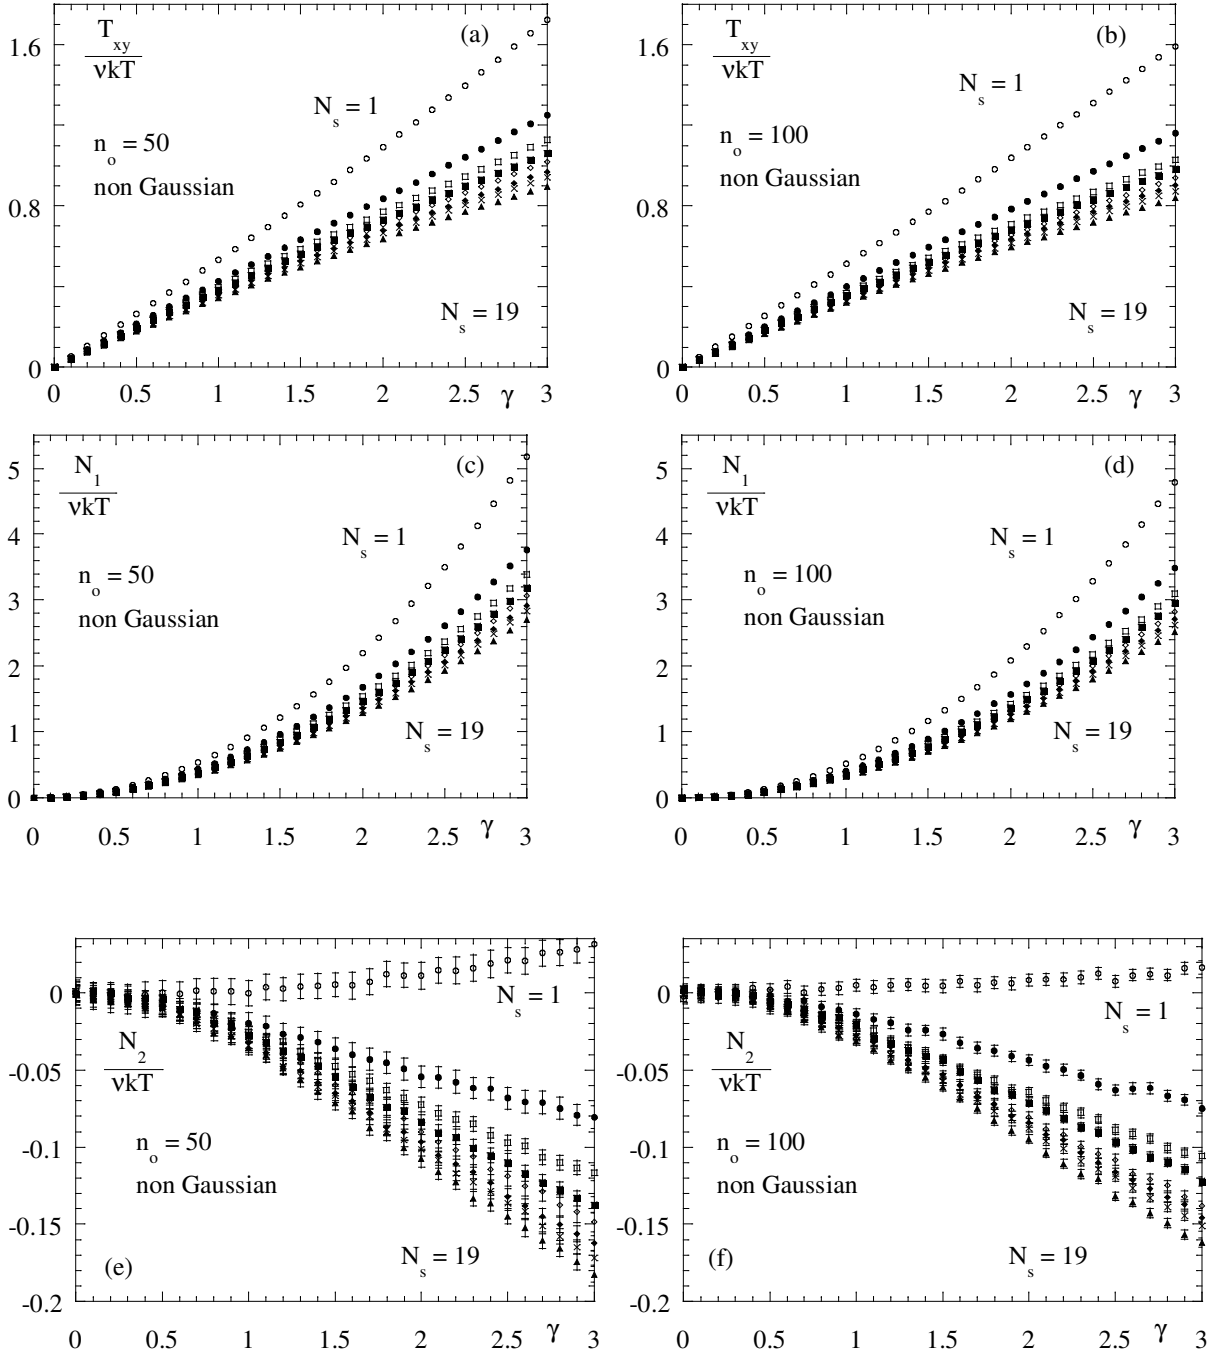 T_xy / νkT
(a)
1.6
N_s = 1
n_o = 50
non Gaussian
0.8
N_s = 19
0
0 0.5 1 1.5 2 2.5 γ 3
T_xy / νkT
(b)
1.6
N_s = 1
n_o = 100
non Gaussian
0.8
N_s = 19
0
0 0.5 1 1.5 2 2.5 γ 3
5
N_1 / νkT
(c)
4
N_s = 1
n_o = 50
3
non Gaussian
2
N_s = 19
1
0
0 0.5 1 1.5 2 2.5 γ 3
5
N_1 / νkT
(d)
4
N_s = 1
n_o = 100
3
non Gaussian
2
N_s = 19
1
0
0 0.5 1 1.5 2 2.5 γ 3
0
N_s = 1
N_2 / νkT
-0.05
n_o = 50
-0.1
non Gaussian
-0.15
N_s = 19
(e)
-0.2
0 0.5 1 1.5 2 2.5 γ 3
0
N_s = 1
N_2 / νkT
-0.05
n_o = 100
-0.1
non Gaussian
-0.15
N_s = 19
(f)
-0.2
0 0.5 1 1.5 2 2.5 γ 3